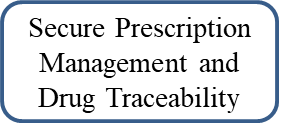 Secure Prescription
Management and
Drug Traceability